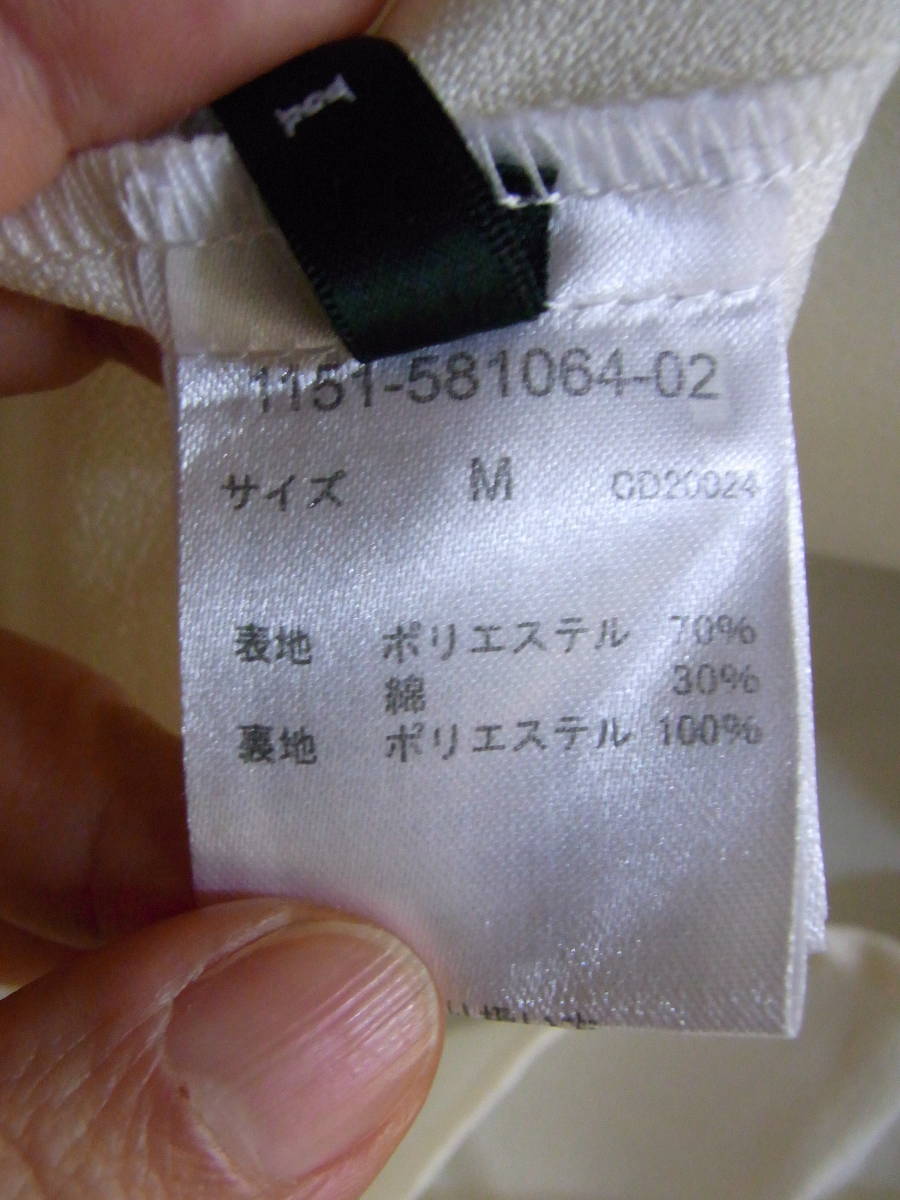 1151-581064-02
サイズ M CD20024
表地 ポリエステル 70%
綿 30%
裏地 ポリエステル 100%